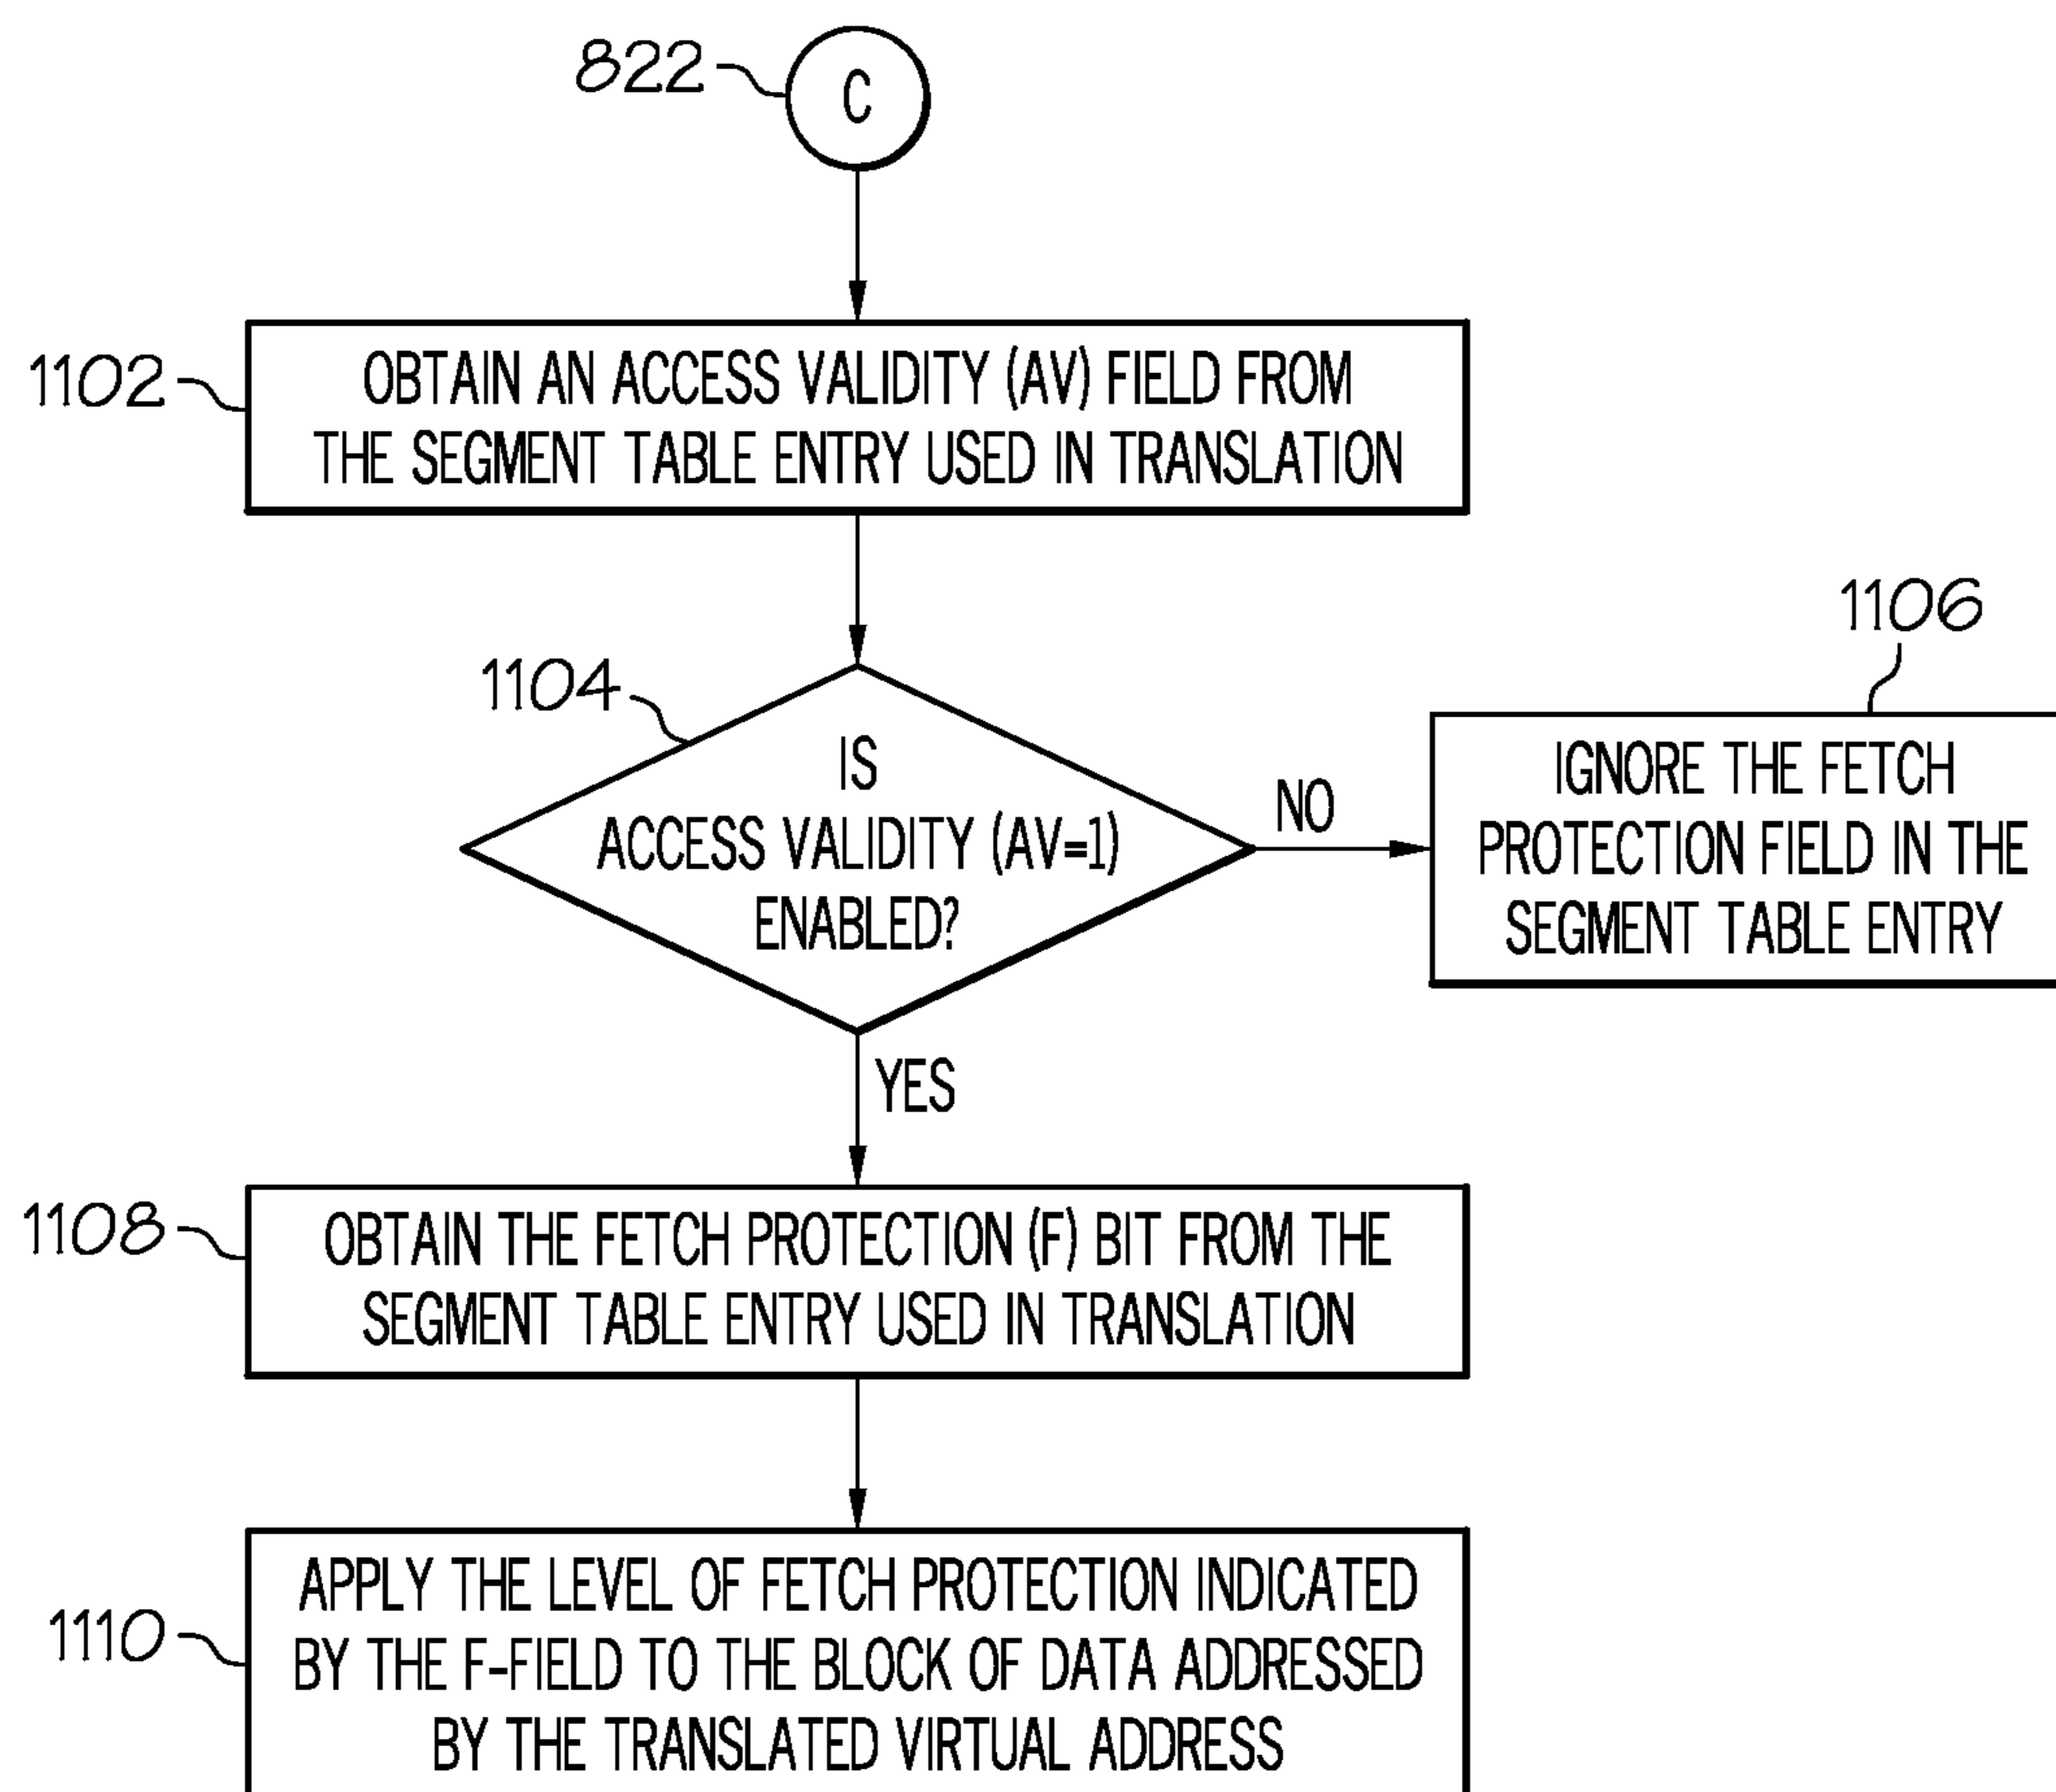 822
C
1102
OBTAIN AN ACCESS VALIDITY (AV) FIELD FROM
THE SEGMENT TABLE ENTRY USED IN TRANSLATION
1104
IS
ACCESS VALIDITY (AV=1)
ENABLED?
NO
1106
IGNORE THE FETCH
PROTECTION FIELD IN THE
SEGMENT TABLE ENTRY
YES
1108
OBTAIN THE FETCH PROTECTION (F) BIT FROM THE
SEGMENT TABLE ENTRY USED IN TRANSLATION
1110
APPLY THE LEVEL OF FETCH PROTECTION INDICATED
BY THE F-FIELD TO THE BLOCK OF DATA ADDRESSED
BY THE TRANSLATED VIRTUAL ADDRESS